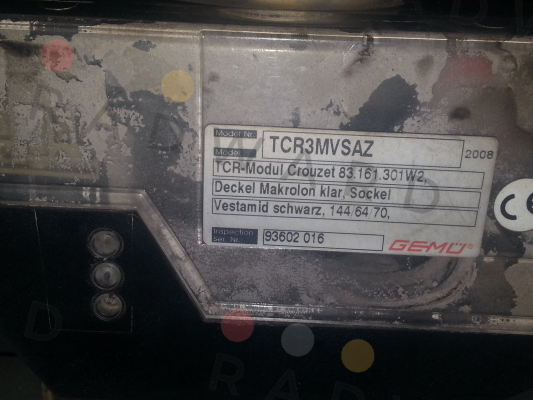 Model Nr. TCR3MVSAZ
Model 2008
TCR-Modul Crouzet 83.161.301W2,
Deckel Makrolon klar, Sockel
Vestamid schwarz, 144 64 70,
Inspection
Ser. Nr. 93602 016 GEMÜ®
CE